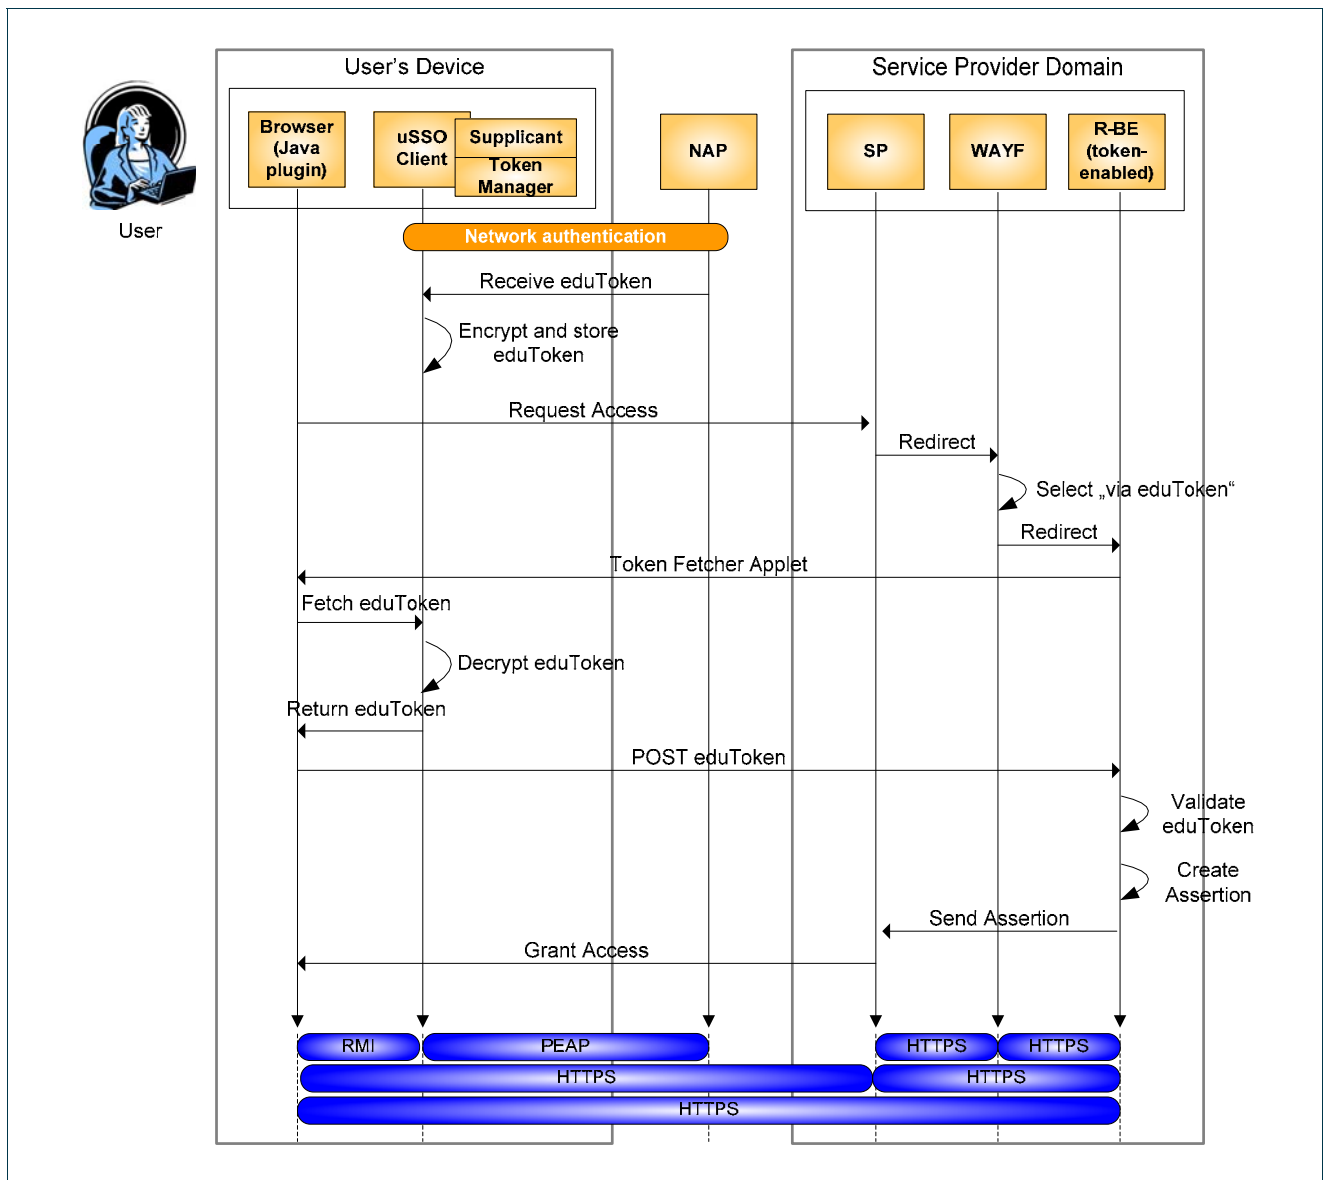 User's Device
Service Provider Domain
Browser
(Java
plugin)
uSSO
Client
Supplicant
Token
Manager
NAP
SP
WAYF
R-BE
(token-
enabled)
User
Network authentication
Receive eduToken
Encrypt and store
eduToken
Request Access
Redirect
Select „via eduToken“
Redirect
Token Fetcher Applet
Fetch eduToken
Decrypt eduToken
Return eduToken
POST eduToken
Validate
eduToken
Create
Assertion
Send Assertion
Grant Access
RMI
PEAP
HTTPS
HTTPS
HTTPS
HTTPS
HTTPS